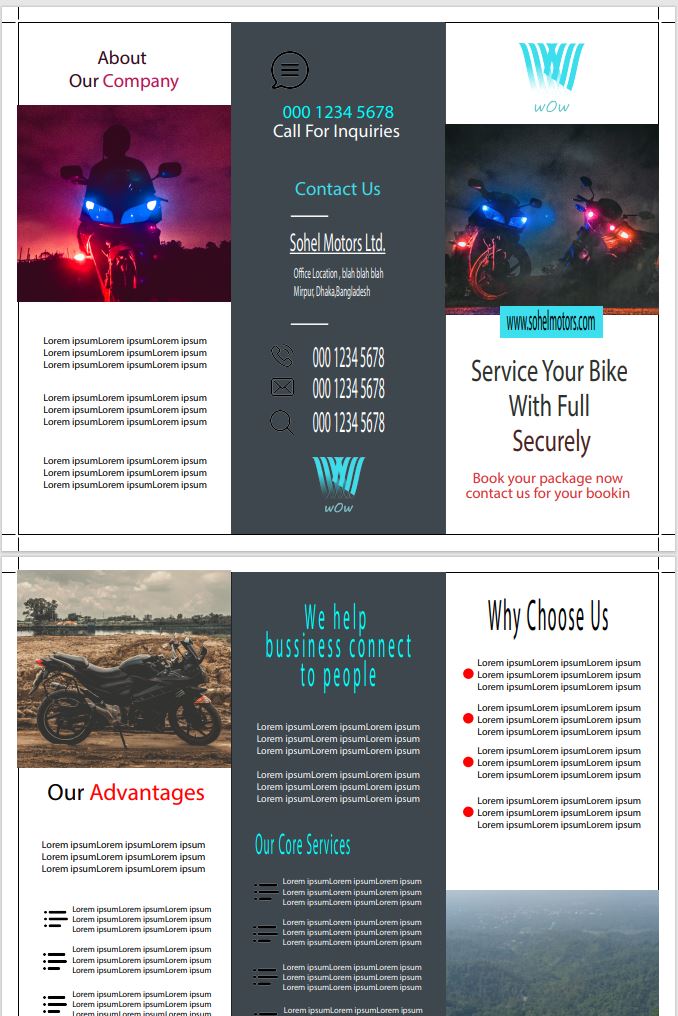 About
Our Company
Lorem ipsumLorem ipsumLorem ipsum
Lorem ipsumLorem ipsumLorem ipsum
Lorem ipsumLorem ipsumLorem ipsum
Lorem ipsumLorem ipsumLorem ipsum
Lorem ipsumLorem ipsumLorem ipsum
Lorem ipsumLorem ipsumLorem ipsum
Lorem ipsumLorem ipsumLorem ipsum
Lorem ipsumLorem ipsumLorem ipsum
Lorem ipsumLorem ipsumLorem ipsum
000 1234 5678
Call For Inquiries
Contact Us
Sohel Motors Ltd.
Office Location , blah blah blah
Mirpur, Dhaka,Bangladesh
000 1234 5678
000 1234 5678
000 1234 5678
wOw
wOw
www.sohelmotors.com
Service Your Bike
With Full
Securely
Book your package now
contact us for your bookin
Our Advantages
Lorem ipsumLorem ipsumLorem ipsum
Lorem ipsumLorem ipsumLorem ipsum
Lorem ipsumLorem ipsumLorem ipsum
Lorem ipsumLorem ipsumLorem ipsum
Lorem ipsumLorem ipsumLorem ipsum
Lorem ipsumLorem ipsumLorem ipsum
Lorem ipsumLorem ipsumLorem ipsum
Lorem ipsumLorem ipsumLorem ipsum
Lorem ipsumLorem ipsumLorem ipsum
Lorem ipsumLorem ipsumLorem ipsum
Lorem ipsumLorem ipsumLorem ipsum
Lorem ipsumLorem ipsumLorem ipsum
We help
bussiness connect
to people
Lorem ipsumLorem ipsumLorem ipsum
Lorem ipsumLorem ipsumLorem ipsum
Lorem ipsumLorem ipsumLorem ipsum
Lorem ipsumLorem ipsumLorem ipsum
Lorem ipsumLorem ipsumLorem ipsum
Lorem ipsumLorem ipsumLorem ipsum
Our Core Services
Lorem ipsumLorem ipsumLorem ipsum
Lorem ipsumLorem ipsumLorem ipsum
Lorem ipsumLorem ipsumLorem ipsum
Lorem ipsumLorem ipsumLorem ipsum
Lorem ipsumLorem ipsumLorem ipsum
Lorem ipsumLorem ipsumLorem ipsum
Lorem ipsumLorem ipsumLorem ipsum
Lorem ipsumLorem ipsumLorem ipsum
Lorem ipsumLorem ipsumLorem ipsum
Lorem ipsumLorem ipsumLorem ipsum
Why Choose Us
Lorem ipsumLorem ipsumLorem ipsum
Lorem ipsumLorem ipsumLorem ipsum
Lorem ipsumLorem ipsumLorem ipsum
Lorem ipsumLorem ipsumLorem ipsum
Lorem ipsumLorem ipsumLorem ipsum
Lorem ipsumLorem ipsumLorem ipsum
Lorem ipsumLorem ipsumLorem ipsum
Lorem ipsumLorem ipsumLorem ipsum
Lorem ipsumLorem ipsumLorem ipsum
Lorem ipsumLorem ipsumLorem ipsum
Lorem ipsumLorem ipsumLorem ipsum
Lorem ipsumLorem ipsumLorem ipsum